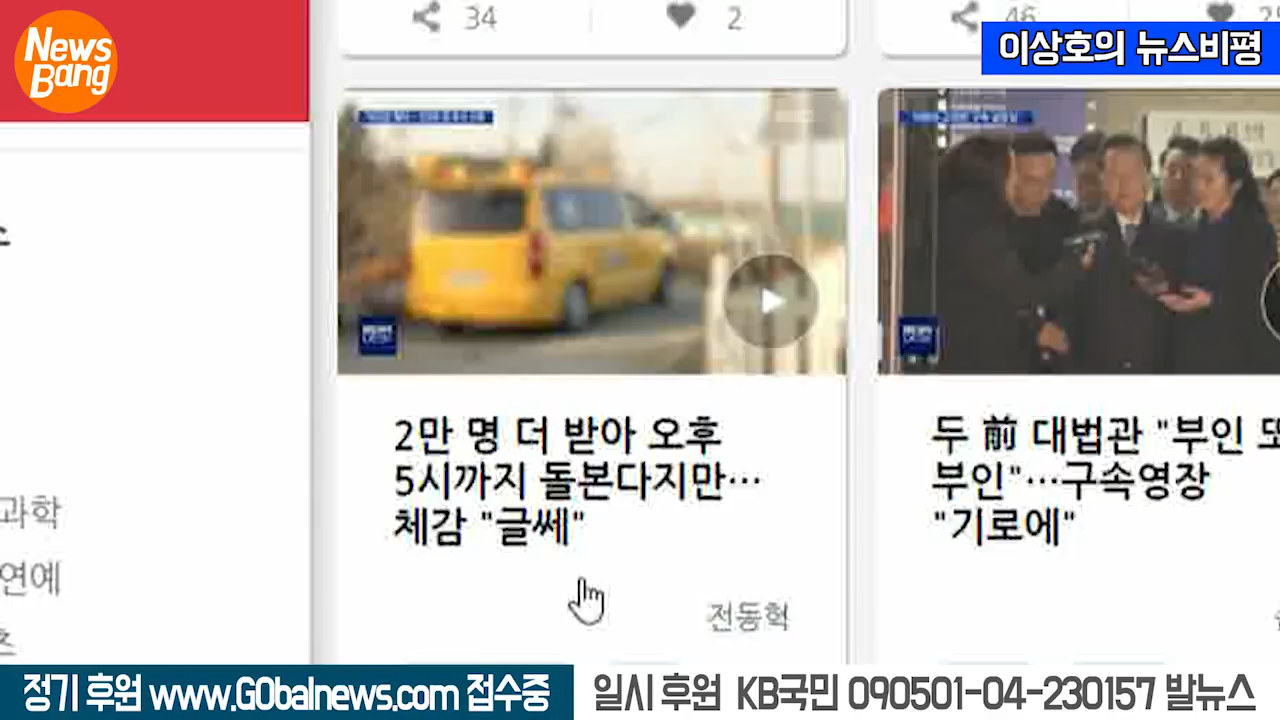 News
Bang
이상호의 뉴스비평
34
2
46
2만 명 더 받아 오후
5시까지 돌본다지만…
체감 "글쎄"
전동혁
두 前 대법관 "부인 또
부인"…구속영장
"기로에"
과학
연예
정기 후원 www.GObalnews.com 접수중
일시 후원 KB국민 090501-04-230157 발뉴스